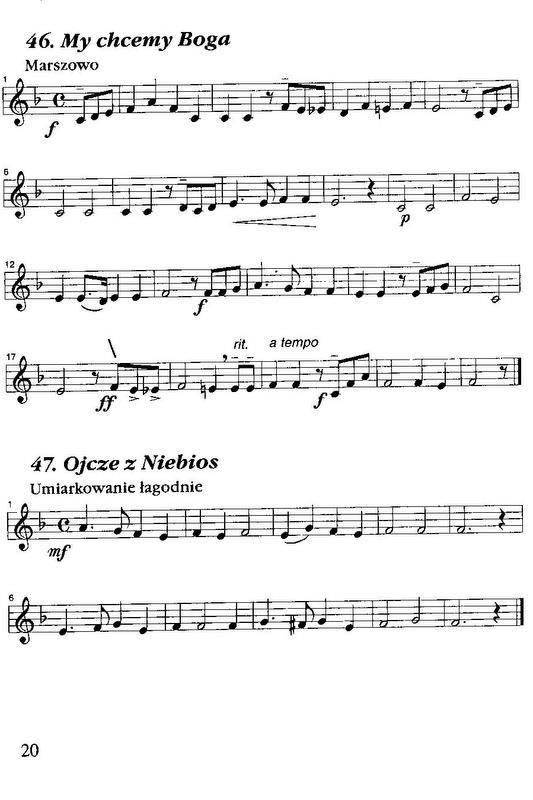 46. My chcemy Boga
Marszowo
1
f
6
p
12
f
rit. a tempo
17
ff f
47. Ojcze z Niebios
Umiarkowanie łagodnie
1
mf
6
20